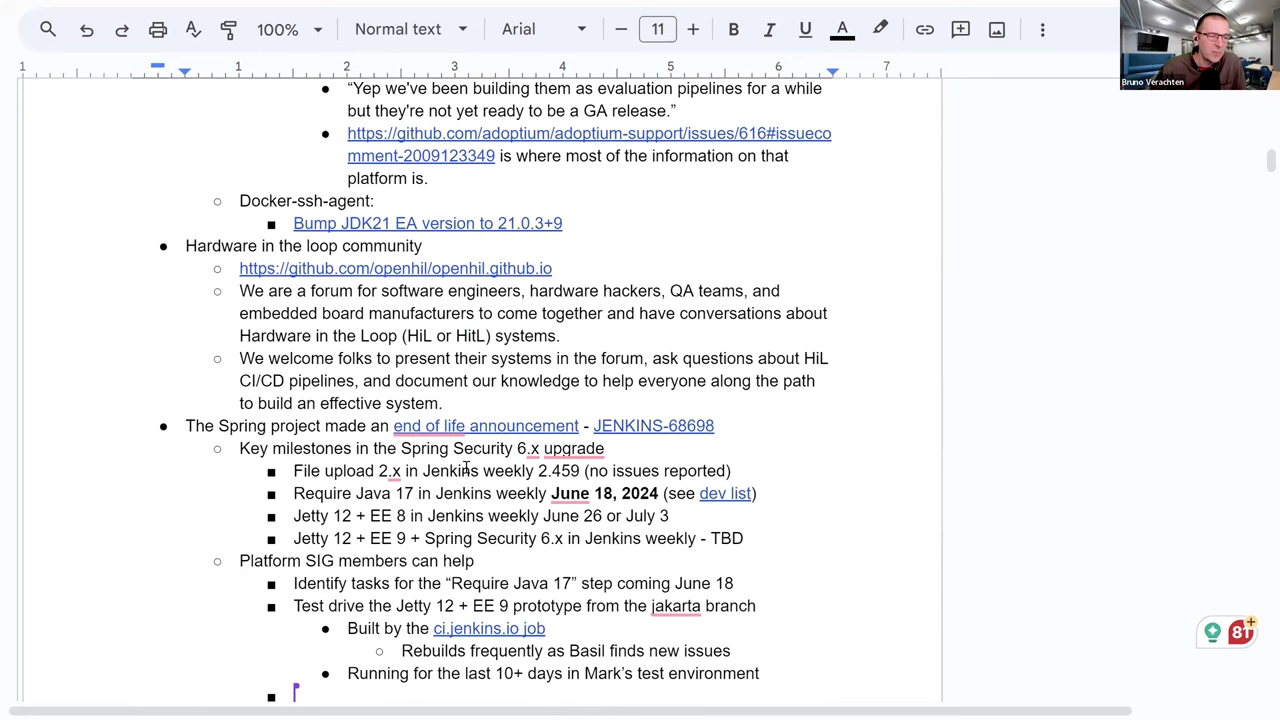 100%
Normal text
Arial
11
B
I
U
A
1
1
2
3
4
5
6
7
Bruno Verachten
"Yep we've been building them as evaluation pipelines for a while
but they're not yet ready to be a GA release."
https://github.com/adoptium/adoptium-support/issues/616#issueco
mment-2009123349 is where most of the information on that
platform is.
Docker-ssh-agent:
Bump JDK21 EA version to 21.0.3+9
Hardware in the loop community
https://github.com/openhil/openhil.github.io
We are a forum for software engineers, hardware hackers, QA teams, and
embedded board manufacturers to come together and have conversations about
Hardware in the Loop (HiL or HitL) systems.
We welcome folks to present their systems in the forum, ask questions about HiL
CI/CD pipelines, and document our knowledge to help everyone along the path
to build an effective system.
The Spring project made an end of life announcement - JENKINS-68698
Key milestones in the Spring Security 6.x upgrade
File upload 2.x in Jenkins weekly 2.459 (no issues reported)
Require Java 17 in Jenkins weekly June 18, 2024 (see dev list)
Jetty 12 + EE 8 in Jenkins weekly June 26 or July 3
Jetty 12 + EE 9 + Spring Security 6.x in Jenkins weekly - TBD
Platform SIG members can help
Identify tasks for the "Require Java 17" step coming June 18
Test drive the Jetty 12 + EE 9 prototype from the jakarta branch
Built by the ci.jenkins.io job
Rebuilds frequently as Basil finds new issues
Running for the last 10+ days in Mark's test environment
81